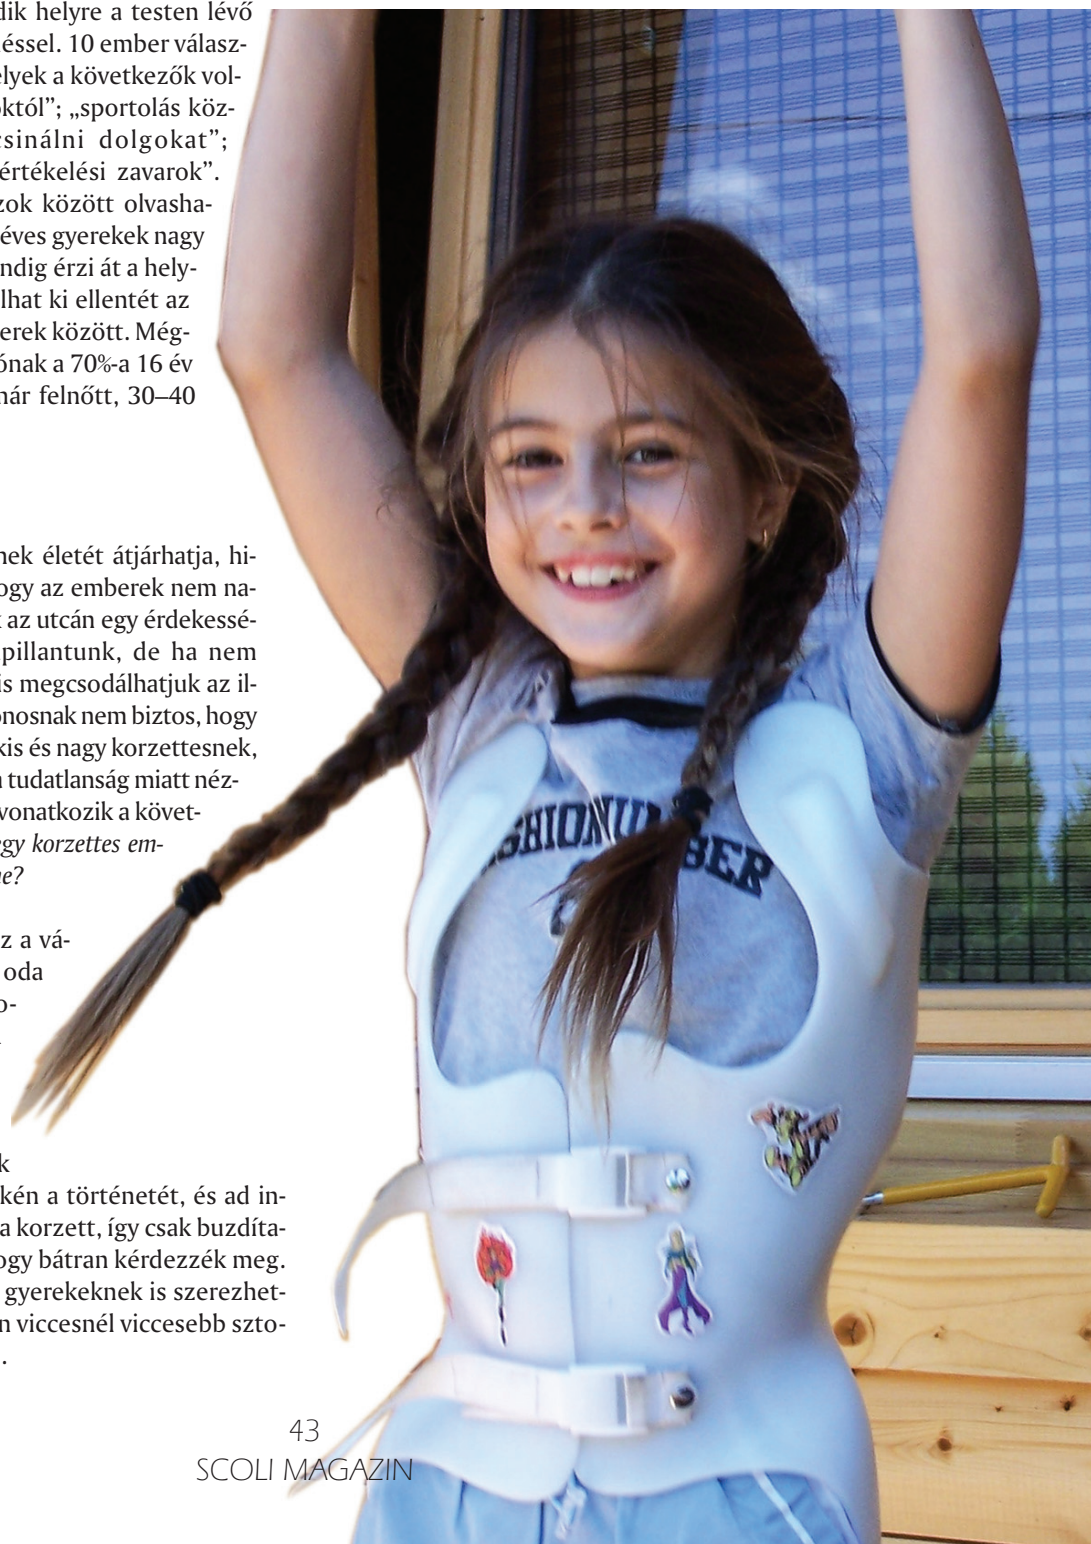 dik helyre a testen lévő
éssel. 10 ember válasz-
elyek a következők vol-
októl”; „sportolás köz-
csinálni dolgokat”;
értékelési zavarok”.
zok között olvasha-
éves gyerekek nagy
ndig érzi át a hely-
lhat ki ellentét az
erek között. Még-
ónak a 70%-a 16 év
már felnőtt, 30–40
nek életét átjárhatja, hi-
ogy az emberek nem na-
k az utcán egy érdekessé-
pillantunk, de ha nem
is megcsodálhatjuk az il-
onosnak nem biztos, hogy
kis és nagy korzettesnek,
a tudatlanság miatt néz-
vonatkozik a követ-
egy korzettes em-
ne?
z a vá-
oda
o-
k
kén a történetét, és ad in-
a korzett, így csak buzdíta-
ogy bátran kérdezzék meg.
gyerekeknek is szerezhet-
n viccesnél viccesebb szto-
.
SHIONUMBER
43
SCOLI MAGAZIN